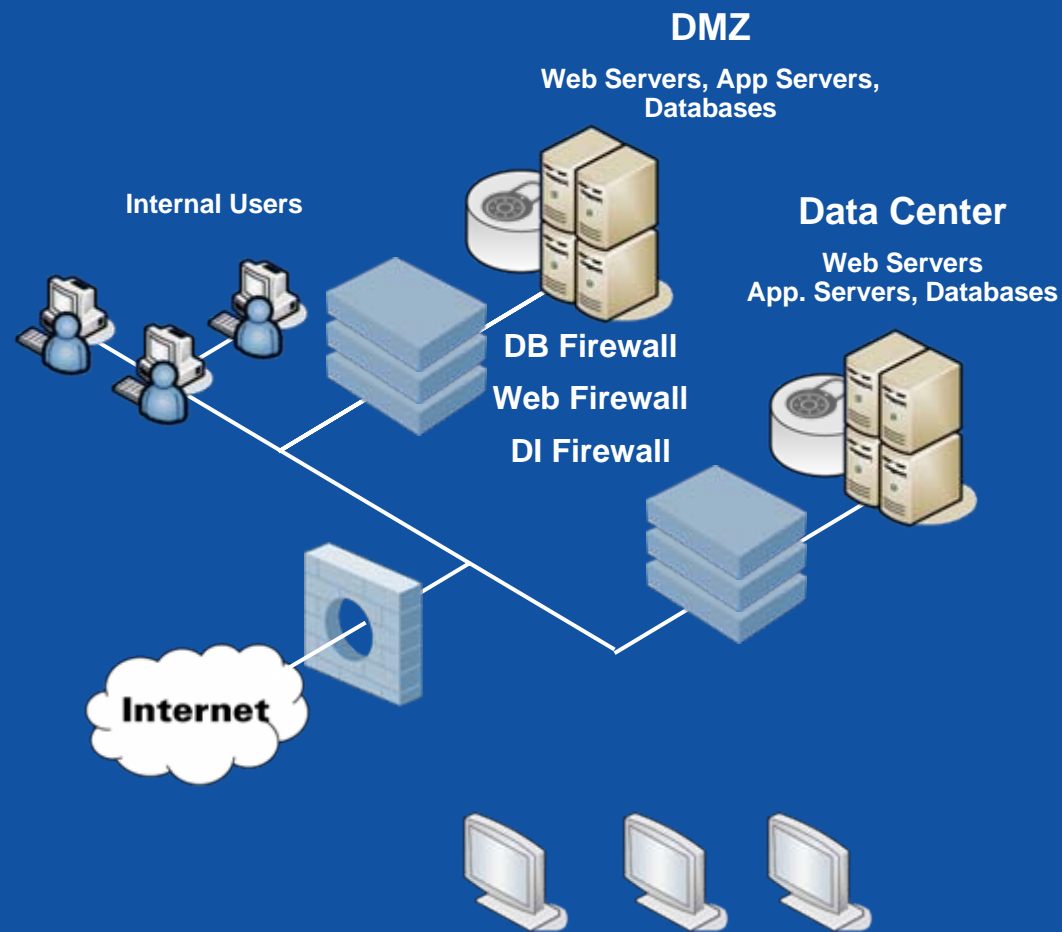 DMZ
Web Servers, App Servers,
Databases
Internal Users
Data Center
Web Servers
App. Servers, Databases
DB Firewall
Web Firewall
DI Firewall
Internet